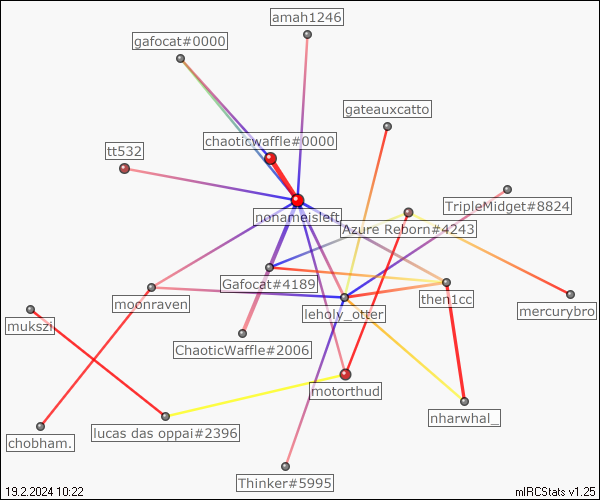 amah1246
gafocat#0000
gateauxcatto
chaoticwaffle#0000
tt532
TripleMidget#8824
nonameisleft
Azure Reborn#4243
Gafocat#4189
then1cc
moonraven
leholy_otter
mercurybro
mukszi
ChaoticWaffle#2006
motorthud
nharwhal_
lucas das oppai#2396
chobham.
Thinker#5995
19.2.2024 10:22
mIRCStats v1.25